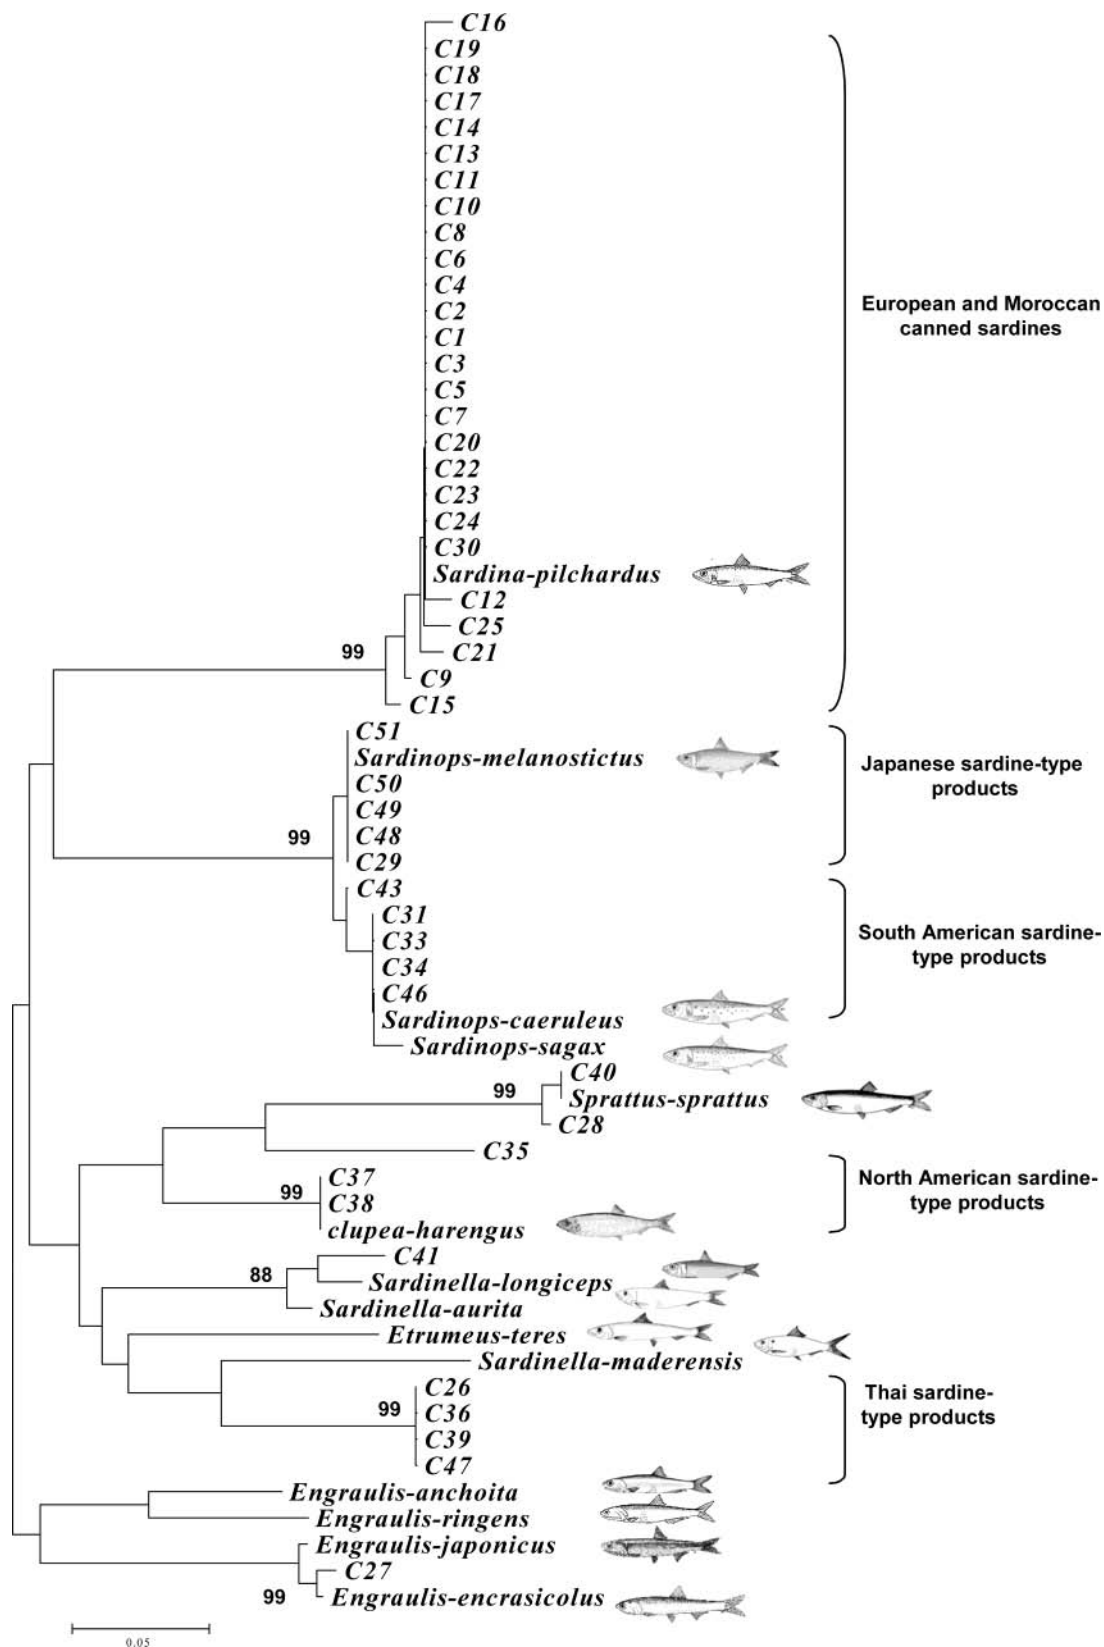 C16
C19
C18
C17
C14
C13
C11
C10
C8
C6
C4
C2
C1
C3
C5
C7
C20
C22
C23
C24
C30
Sardina-pilchardus
C12
C25
C21
C9
C15
99
European and Moroccan
canned sardines
C51
Sardinops-melanostictus
C50
C49
C48
C29
99
Japanese sardine-type
products
C43
C31
C33
C34
C46
Sardinops-caeruleus
Sardinops-sagax
South American sardine-
type products
C40
Sprattus-sprattus
C28
99
C35
C37
C38
clupea-harengus
99
North American sardine-
type products
C41
Sardinella-longiceps
Sardinella-aurita
88
Etrumeus-teres
Sardinella-maderensis
C26
C36
C39
C47
99
Thai sardine-
type products
Engraulis-anchoita
Engraulis-ringens
Engraulis-japonicus
C27
Engraulis-encrasicolus
99
0.05